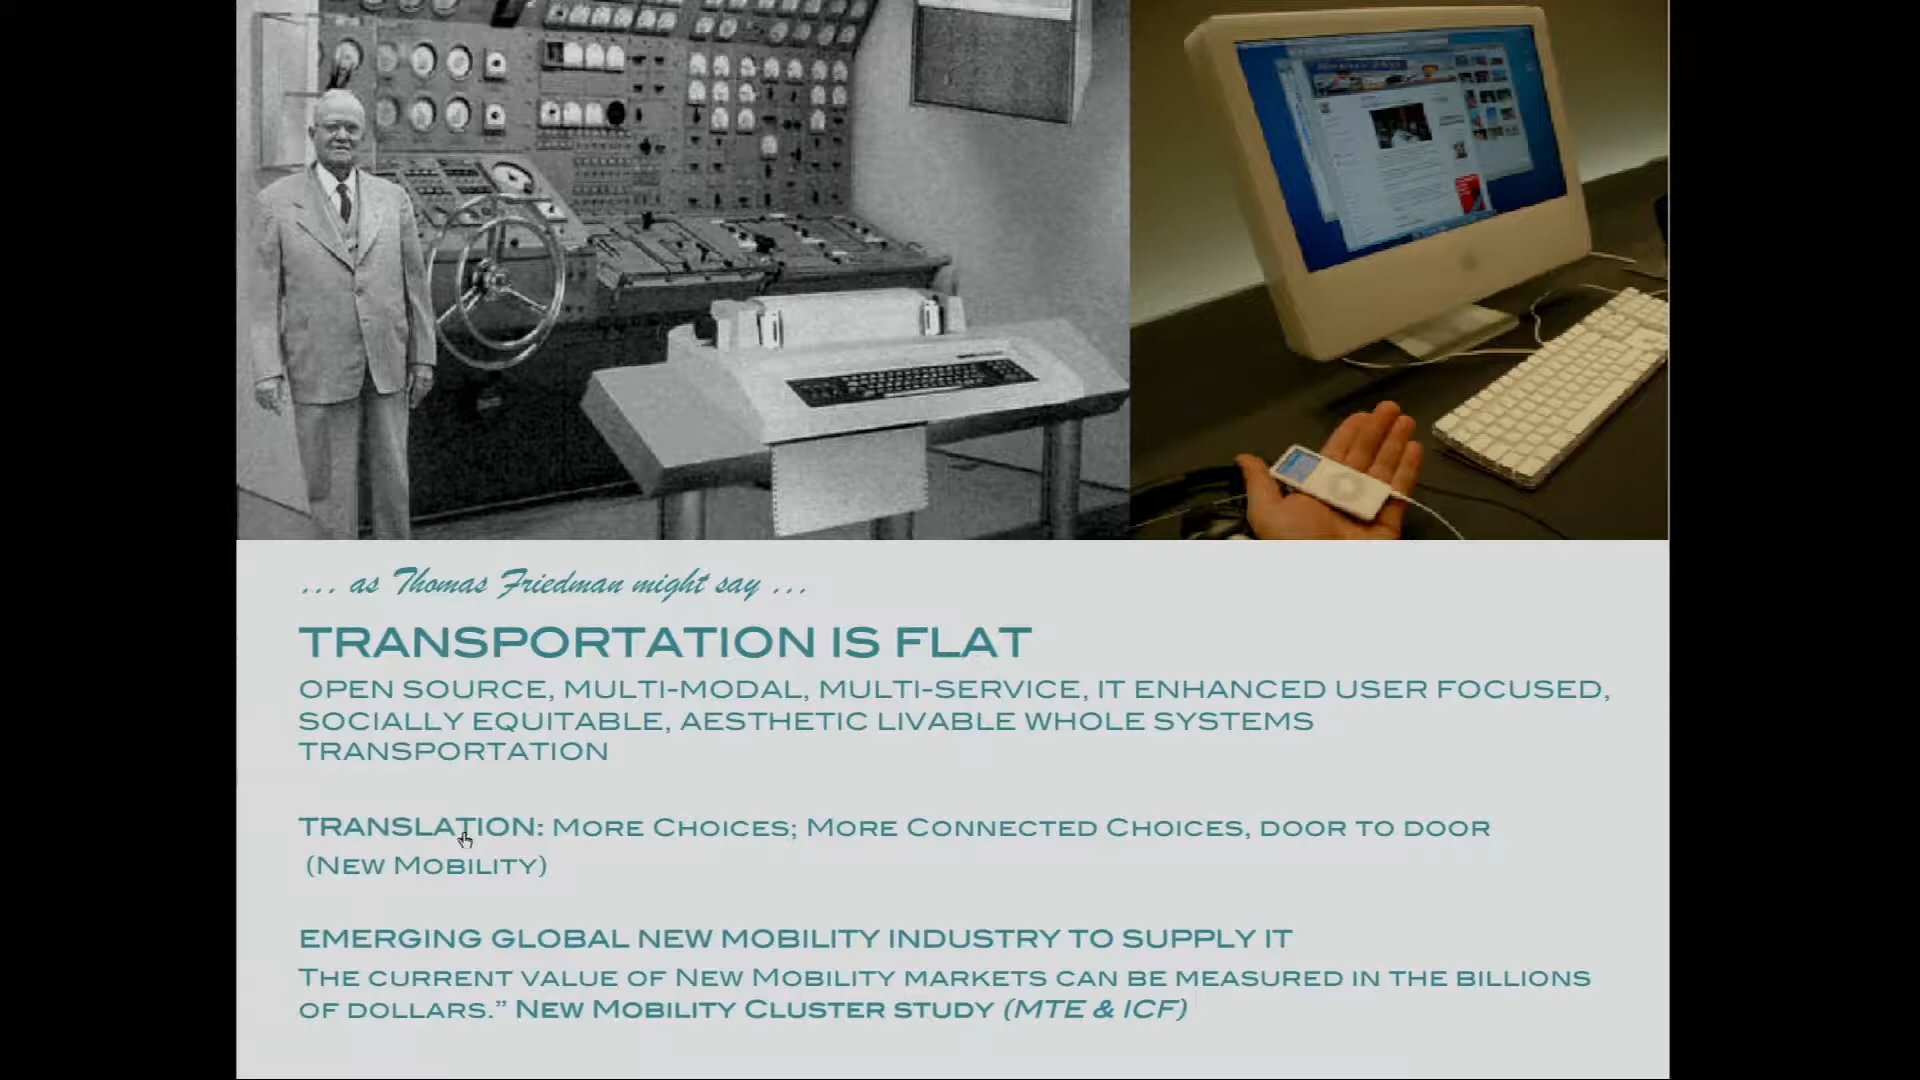 ... as Thomas Friedman might say ...
TRANSPORTATION IS FLAT
OPEN SOURCE, MULTI-MODAL, MULTI-SERVICE, IT ENHANCED USER FOCUSED,
SOCIALLY EQUITABLE, AESTHETIC LIVABLE WHOLE SYSTEMS
TRANSPORTATION
TRANSLATION: More Choices; More Connected Choices, door to door
(New Mobility)
EMERGING GLOBAL NEW MOBILITY INDUSTRY TO SUPPLY IT
The current value of New Mobility markets can be measured in the billions
of dollars.” New Mobility Cluster study (MTE & ICF)